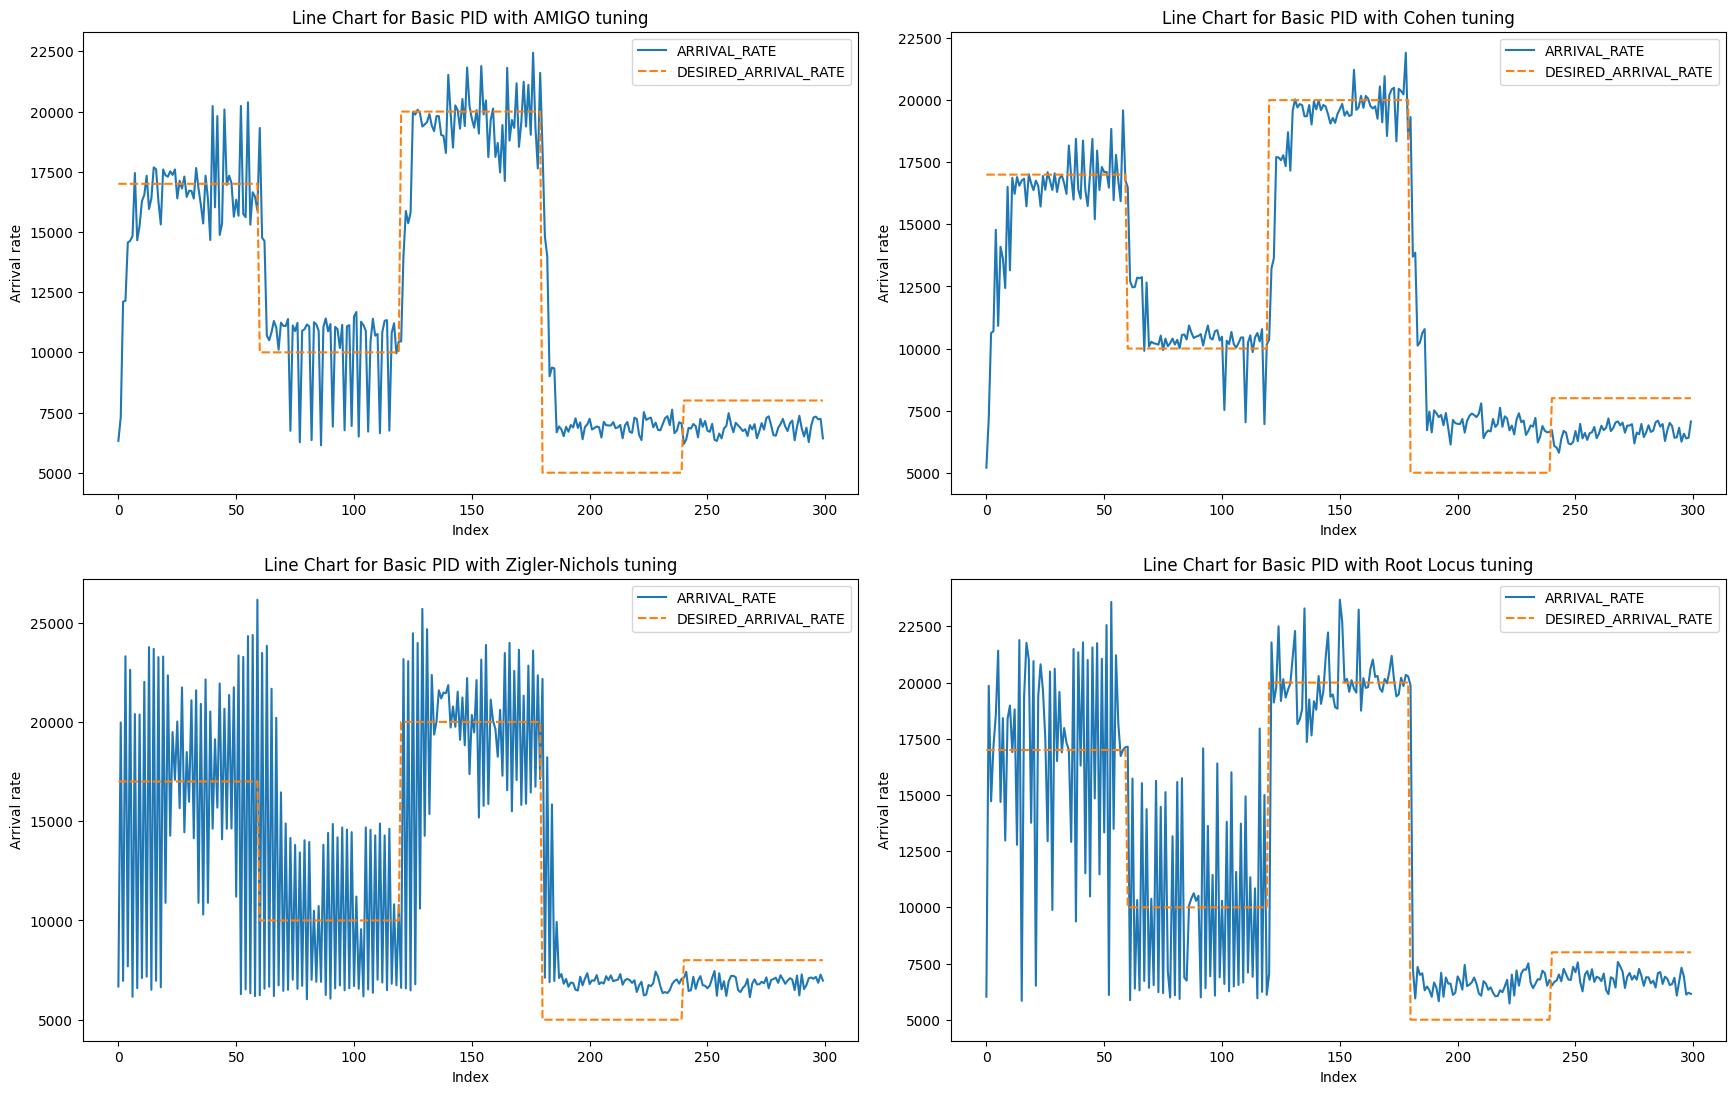 Line Chart for Basic PID with AMIGO tuning
22500
20000
17500
15000
12500
10000
7500
5000
Arrival rate
ARRIVAL_RATE
DESIRED_ARRIVAL_RATE
0 50 100 150 200 250 300
Index
Line Chart for Basic PID with Cohen tuning
22500
20000
17500
15000
12500
10000
7500
5000
Arrival rate
ARRIVAL_RATE
DESIRED_ARRIVAL_RATE
0 50 100 150 200 250 300
Index
Line Chart for Basic PID with Zigler-Nichols tuning
25000
20000
15000
10000
5000
Arrival rate
ARRIVAL_RATE
DESIRED_ARRIVAL_RATE
0 50 100 150 200 250 300
Index
Line Chart for Basic PID with Root Locus tuning
22500
20000
17500
15000
12500
10000
7500
5000
Arrival rate
ARRIVAL_RATE
DESIRED_ARRIVAL_RATE
0 50 100 150 200 250 300
Index